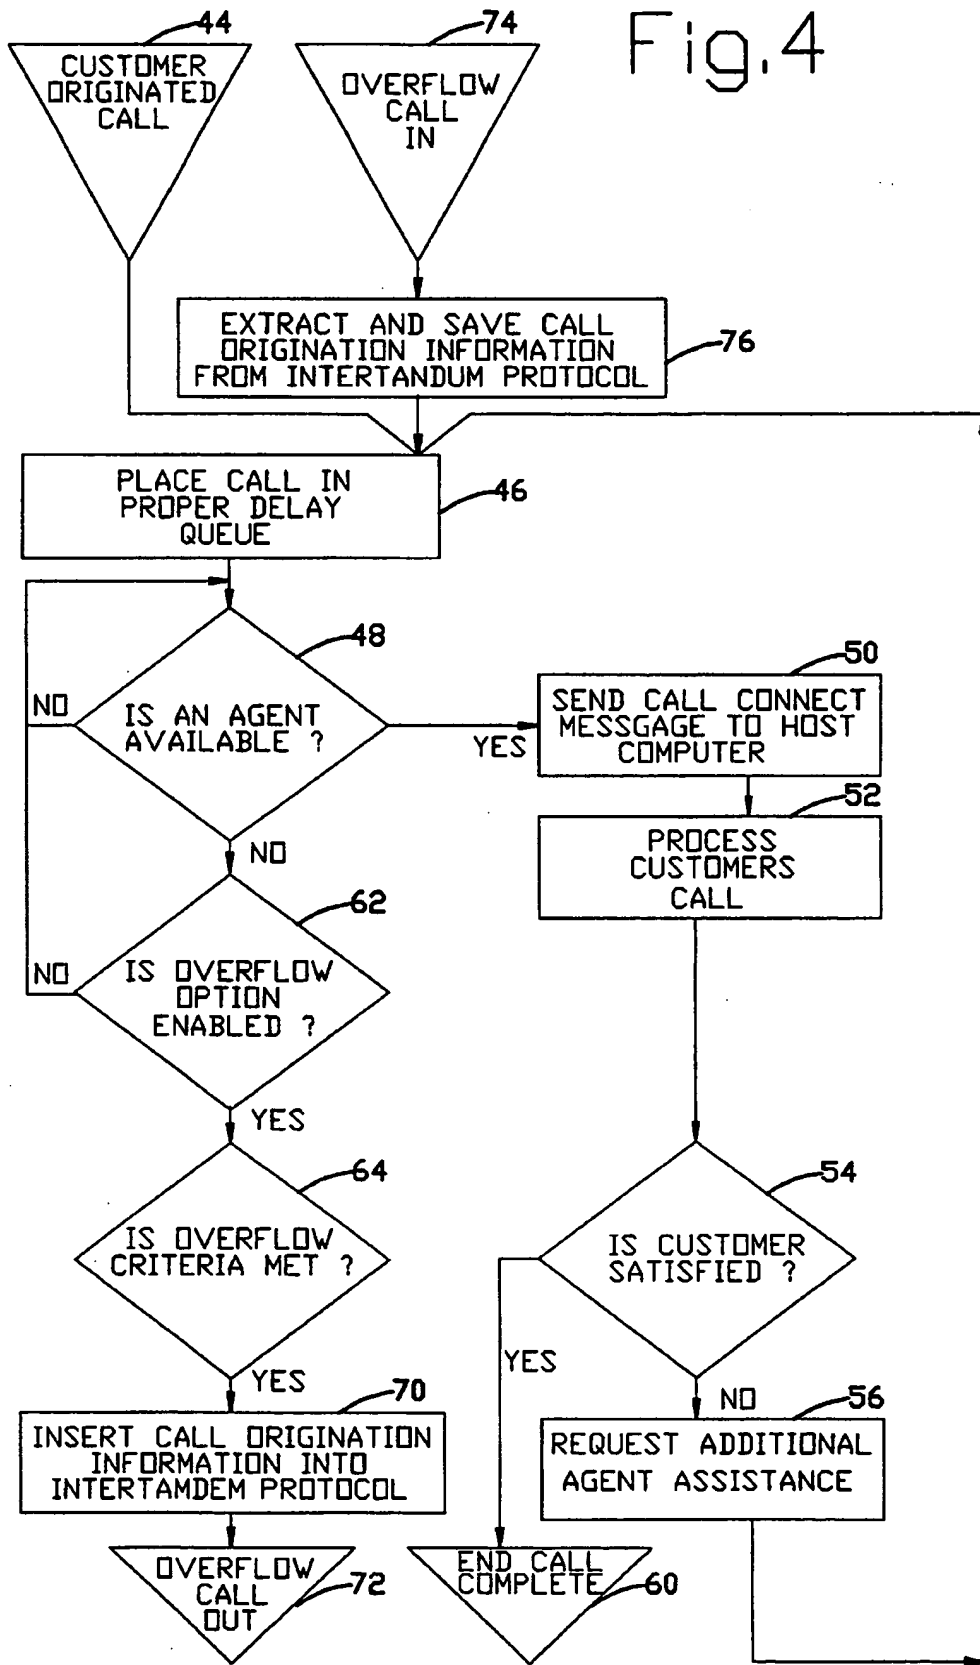 Fig.4
44
CUSTOMER
ORIGINATED
CALL
74
OVERFLOW
CALL
IN
EXTRACT AND SAVE CALL
ORIGINATION INFORMATION
FROM INTERTANDUM PROTOCOL
76
PLACE CALL IN
PROPER DELAY
QUEUE
46
48
IS AN AGENT
AVAILABLE ?
NO
YES
50
SEND CALL CONNECT
MESSGAGE TO HOST
COMPUTER
52
PROCESS
CUSTOMERS
CALL
NO
62
IS OVERFLOW
OPTION
ENABLED ?
NO
YES
64
IS OVERFLOW
CRITERIA MET ?
YES
54
IS CUSTOMER
SATISFIED ?
YES
NO
70
INSERT CALL ORIGINATION
INFORMATION INTO
INTERTAMDEM PROTOCOL
56
REQUEST ADDITIONAL
AGENT ASSISTANCE
OVERFLOW
CALL
OUT
72
END CALL
COMPLETE
60